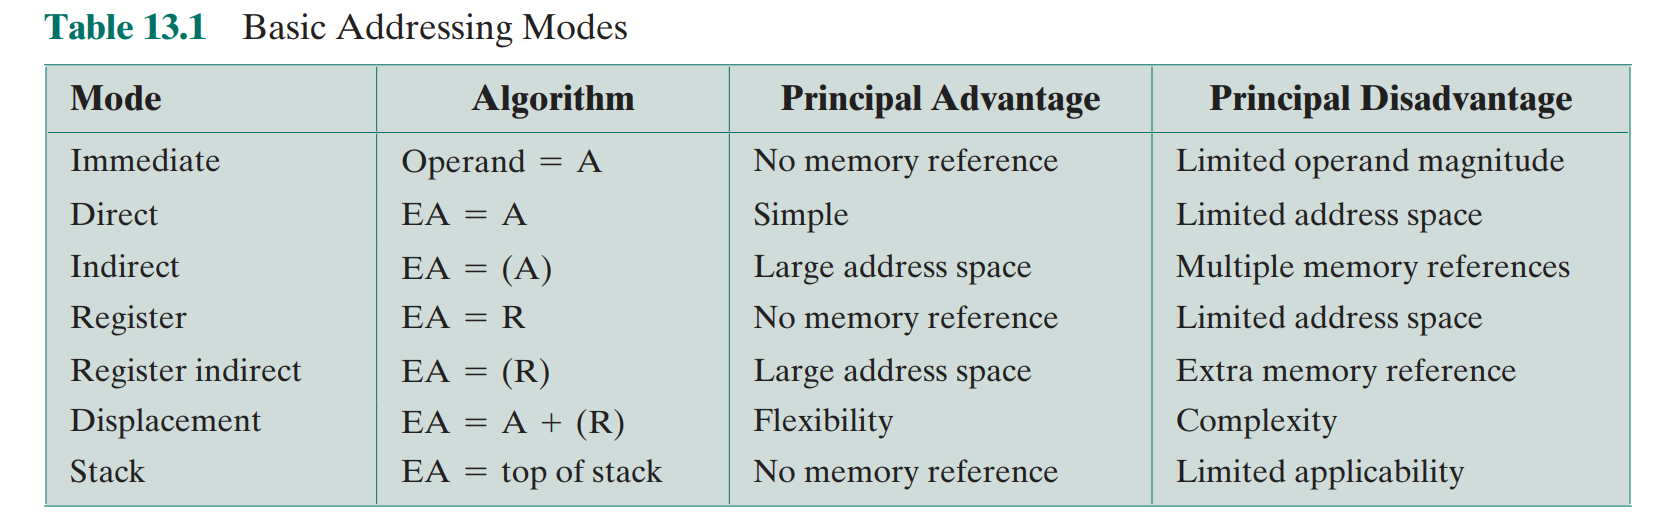 Table 13.1 Basic Addressing Modes
Mode Algorithm Principal Advantage Principal Disadvantage
Immediate Operand = A No memory reference Limited operand magnitude
Direct EA = A Simple Limited address space
Indirect EA = (A) Large address space Multiple memory references
Register EA = R No memory reference Limited address space
Register indirect EA = (R) Large address space Extra memory reference
Displacement EA = A + (R) Flexibility Complexity
Stack EA = top of stack No memory reference Limited applicability